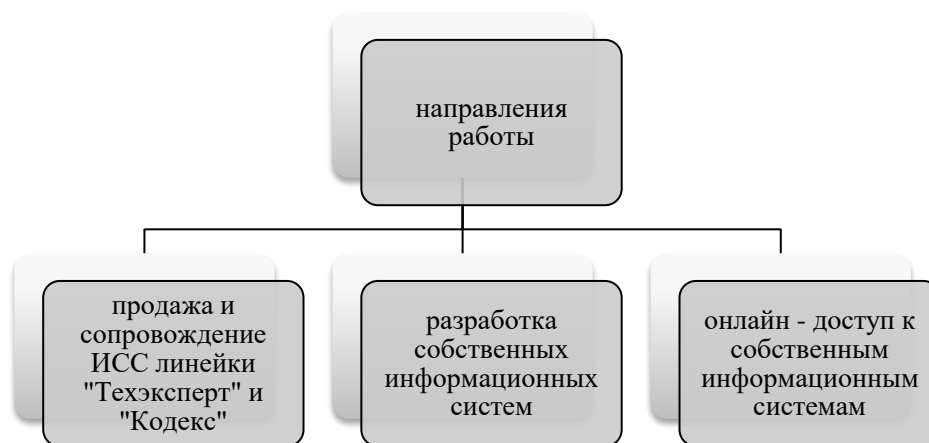 направления
работы
продажа и
сопровождение
ИСС линейки
"Техэксперт" и
"Кодекс"
разработка
собственных
информационных
систем
онлайн - доступ к
собственным
информационным
системам